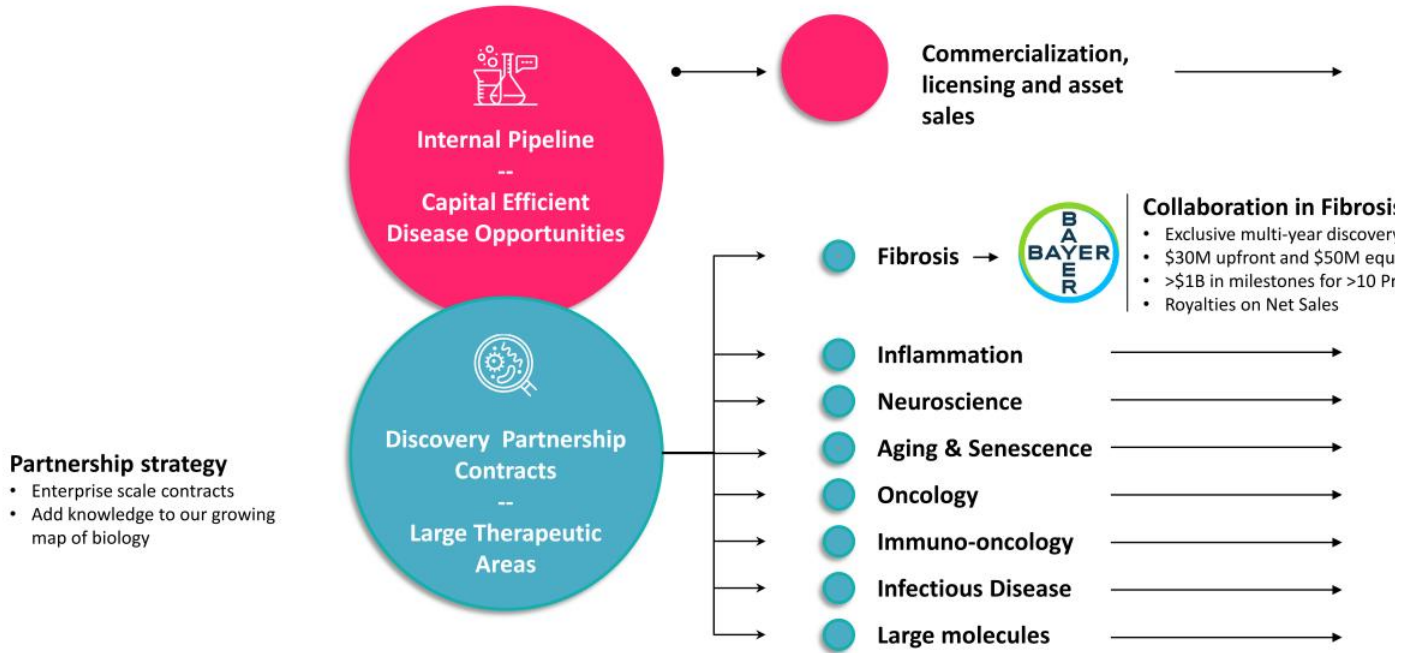 Internal Pipeline
--
Capital Efficient
Disease Opportunities
Commercialization,
licensing and asset
sales
Partnership strategy
• Enterprise scale contracts
• Add knowledge to our growing
map of biology
Discovery Partnership
Contracts
--
Large Therapeutic
Areas
Fibrosis
BAYER
BAYER
Collaboration in Fibrosis
• Exclusive multi-year discovery
• $30M upfront and $50M
• >$1B in milestones for >10
• Royalties on Net Sales
Inflammation
Neuroscience
Aging & Senescence
Oncology
Immuno-oncology
Infectious Disease
Large molecules